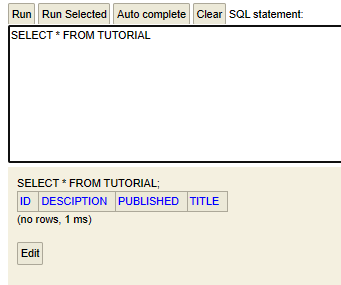 Run Run Selected Auto complete Clear SQL statement:
SELECT * FROM TUTORIAL
SELECT * FROM TUTORIAL;
ID DESCIPTION PUBLISHED TITLE
(no rows, 1 ms)
Edit